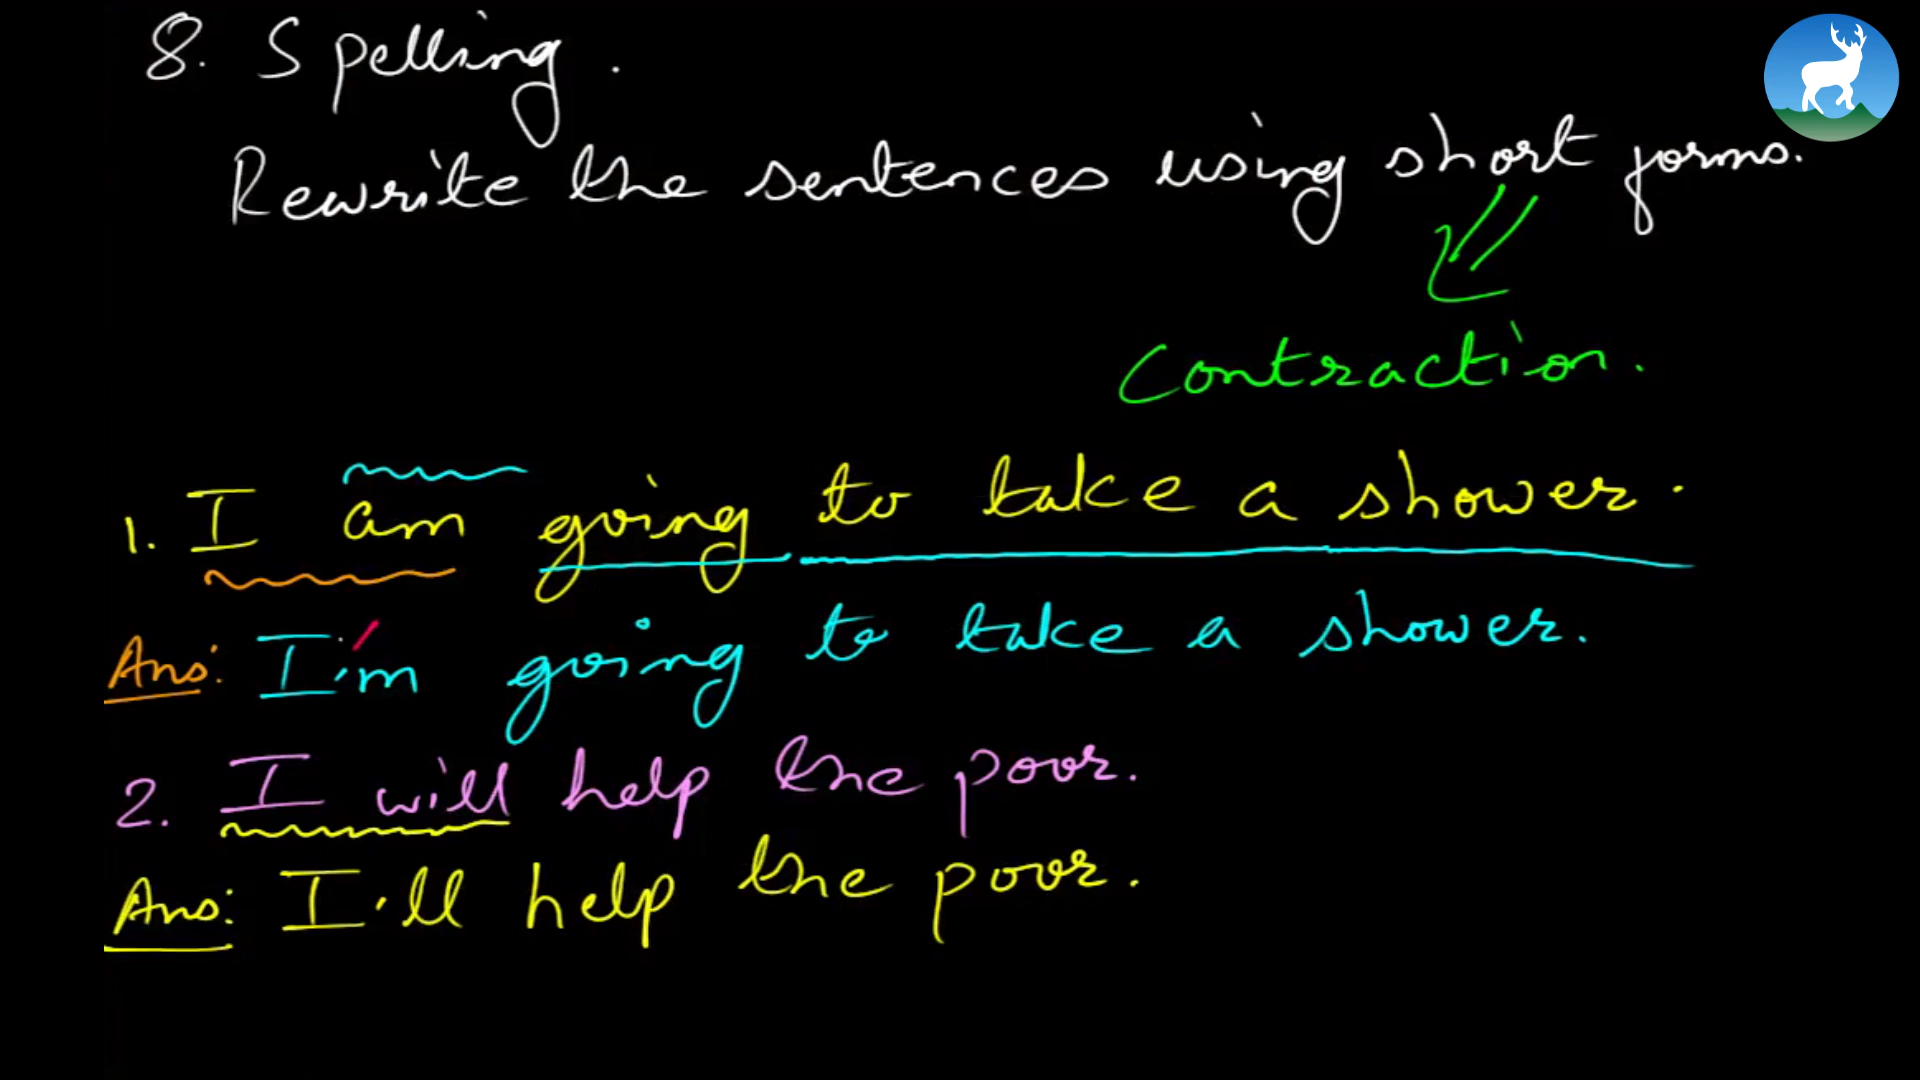 8. Spelling.
Rewrite the sentences using short forms.
Contraction.
1. I am going to take a shower.
Ans: I'm going to take a shower.
2. I will help the poor.
Ans: I'll help the poor.